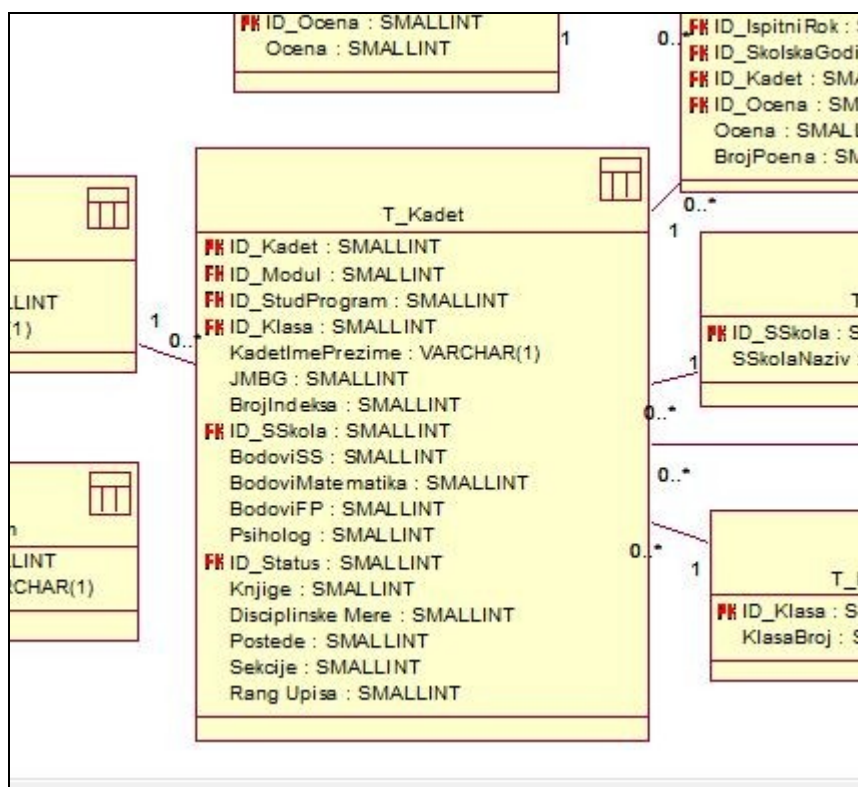 PK ID_Ocena : SMALLINT
Ocena : SMALLINT
1
0..*
FK ID_IspitniRok :
FK ID_SkolskaGodi
FK ID_Kadet : SMA
FK ID_Ocena : SM
Ocena : SMALL
BrojPoena : SM
0..*
1
T_Kadet
PK ID_Kadet : SMALLINT
FK ID_Modul : SMALLINT
FK ID_StudProgram : SMALLINT
FK ID_Klasa : SMALLINT
KadetImePrezime : VARCHAR(1)
JMBG : SMALLINT
BrojIndeksa : SMALLINT
FK ID_SSkola : SMALLINT
BodoviSS : SMALLINT
BodoviMatematika : SMALLINT
BodoviFP : SMALLINT
Psiholog : SMALLINT
FK ID_Status : SMALLINT
Knjige : SMALLINT
Disciplinske Mere : SMALLINT
Postede : SMALLINT
Sekcije : SMALLINT
Rang Upisa : SMALLINT
LLINT
1)
1
0..*
m
LLINT
RCHAR(1)
T
PK ID_SSkola : S
SSkolaNaziv :
1
0..*
0..*
0..*
1
T_
PK ID_Klasa : S
KlasaBroj : S